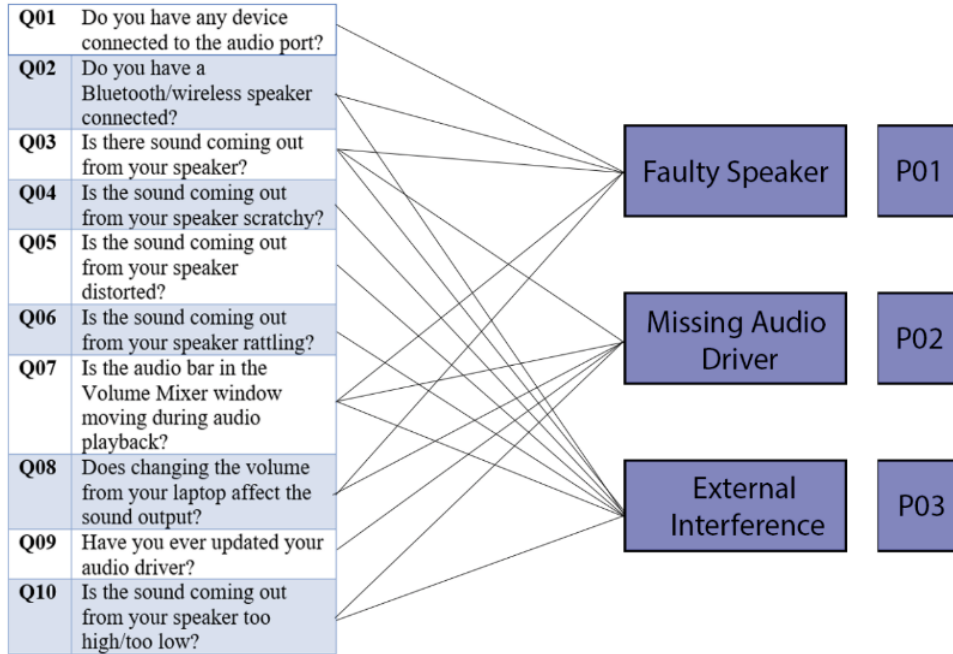 Q01 Do you have any device
connected to the audio port?
Q02 Do you have a
Bluetooth/wireless speaker
connected?
Q03 Is there sound coming out
from your speaker?
Q04 Is the sound coming out
from your speaker scratchy?
Q05 Is the sound coming out
from your speaker
distorted?
Q06 Is the sound coming out
from your speaker rattling?
Q07 Is the audio bar in the
Volume Mixer window
moving during audio
playback?
Q08 Does changing the volume
from your laptop affect the
sound output?
Q09 Have you ever updated your
audio driver?
Q10 Is the sound coming out
from your speaker too
high/too low?
Faulty Speaker P01
Missing Audio
Driver
P02
External
Interference
P03